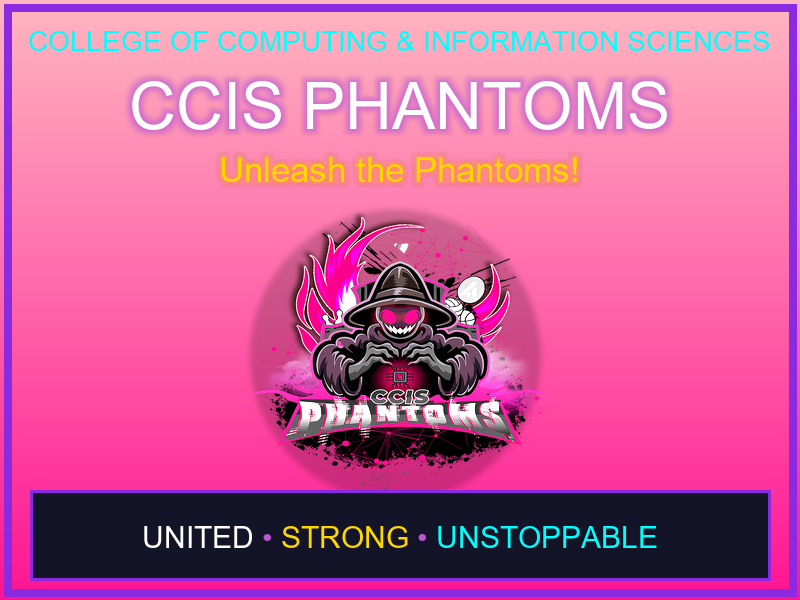 COLLEGE OF COMPUTING & INFORMATION SCIENCES
CCIS PHANTOMS
Unleash the Phantoms!
CCIS
PHANTOMS
UNITED • STRONG • UNSTOPPABLE